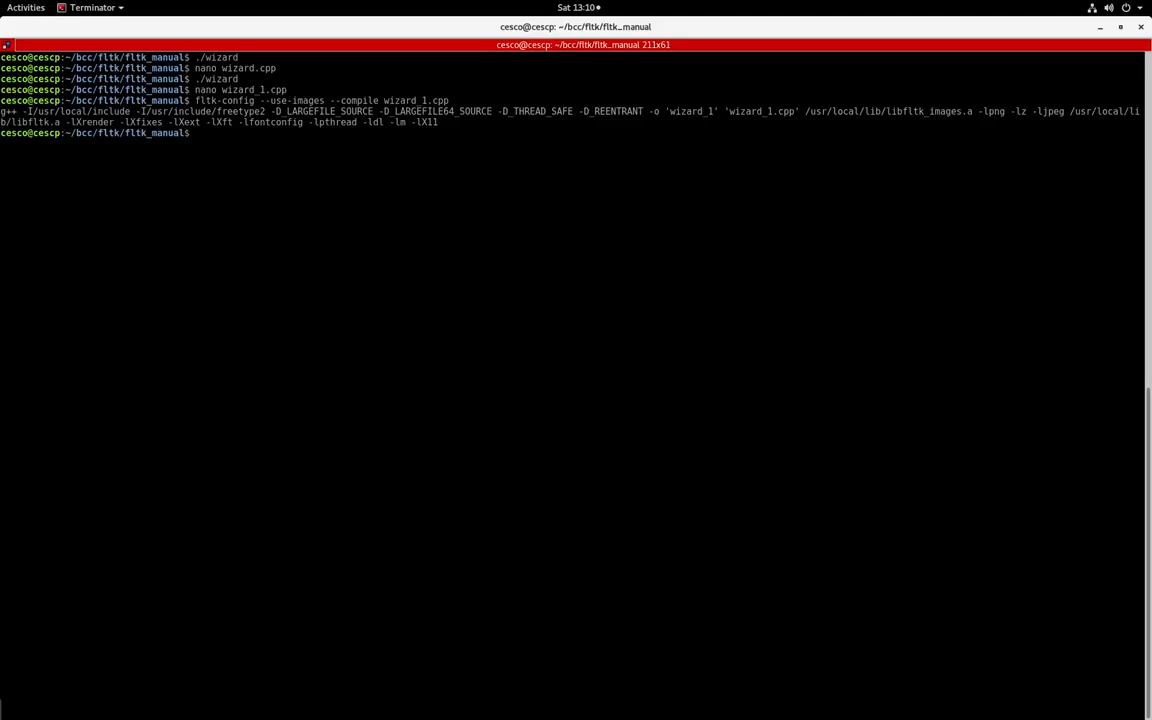 Activities Terminator Sat 13:10
cesco@cescp: ~/bcc/fltk/fltk_manual
cesco@cescp: ~/bcc/fltk/fltk_manual 211x61
cesco@cescp:~/bcc/fltk/fltk_manual$ ./wizard
cesco@cescp:~/bcc/fltk/fltk_manual$ nano wizard.cpp
cesco@cescp:~/bcc/fltk/fltk_manual$ ./wizard
cesco@cescp:~/bcc/fltk/fltk_manual$ nano wizard_1.cpp
cesco@cescp:~/bcc/fltk/fltk_manual$ fltk-config --use-images --compile wizard_1.cpp
g++ -I/usr/local/include -I/usr/include/freetype2 -D_LARGEFILE_SOURCE -D_LARGEFILE64_SOURCE -D_THREAD_SAFE -D_REENTRANT -o 'wizard_1' 'wizard_1.cpp' /usr/local/lib/libfltk_images.a -lpng -lz -ljpeg /usr/local/li
b/libfltk.a -lXrender -lXfixes -lXext -lXft -lfontconfig -lpthread -ldl -lm -lX11
cesco@cescp:~/bcc/fltk/fltk_manual$